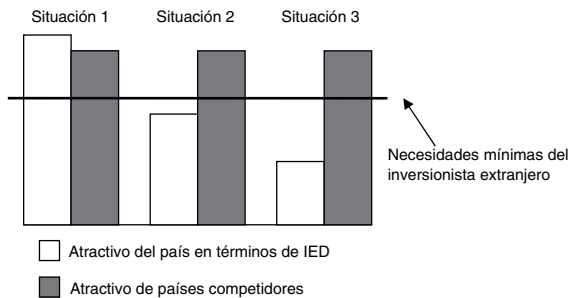 Situación 1
Situación 2
Situación 3
Necesidades mínimas del
inversionista extranjero
Atractivo del país en términos de IED
Atractivo de países competidores